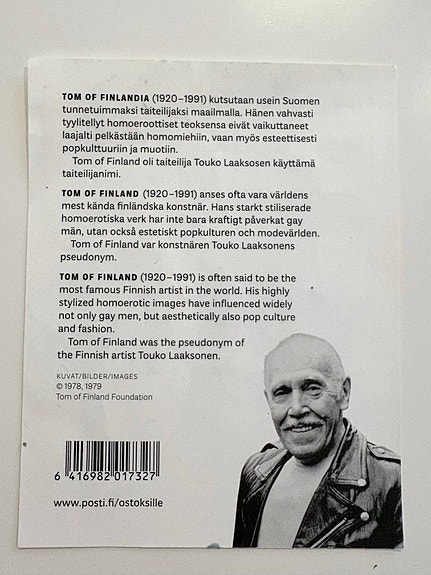 TOM OF FINLANDIA (1920–1991) kutsutaan usein Suomen
tunnetuimmaksi taiteilijaksi maailmalla. Hänen vahvasti
tyylitellyt homoeroottiset teoksensa eivät vaikuttaneet
laajalti pelkästään homomiehiin, vaan myös esteettisesti
popkulttuuriin ja muotiin.
Tom of Finland oli taiteilija Touko Laaksosen käyttämä
taiteilijanimi.
TOM OF FINLAND (1920–1991) anses ofta vara världens
mest kända finländska konstnär. Hans starkt stiliserade
homoerotiska verk har inte bara kraftigt påverkat gay
män, utan också estetiskt popkulturen och modevärlden.
Tom of Finland var konstnären Touko Laaksonens
pseudonym.
TOM OF FINLAND (1920–1991) is often said to be the
most famous Finnish artist in the world. His highly
stylized homoerotic images have influenced widely
not only gay men, but aesthetically also pop culture
and fashion.
Tom of Finland was the pseudonym of
the Finnish artist Touko Laaksonen.
KUVAT/BILDER/IMAGES
© 1978, 1979
Tom of Finland Foundation
6 416982 017327
www.posti.fi/ostoksille